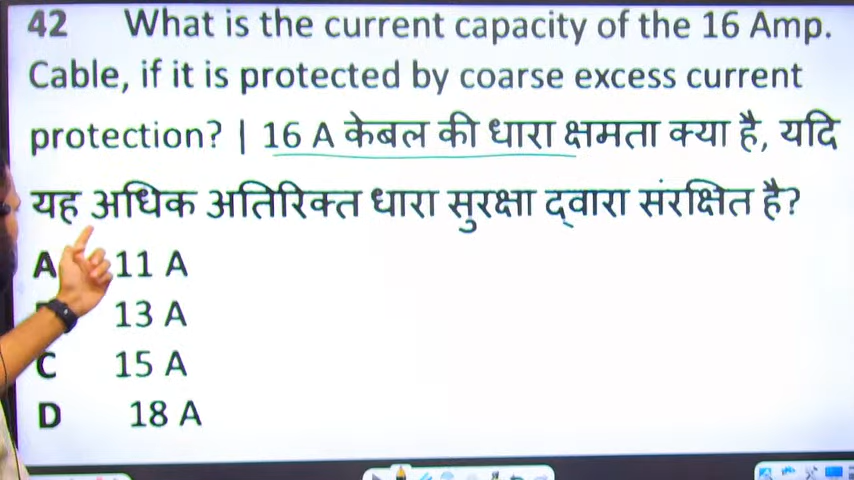 42 What is the current capacity of the 16 Amp.
Cable, if it is protected by coarse excess current
protection? | 16 A केबल की धारा क्षमता क्या है, यदि
यह अधिक अतिरिक्त धारा सुरक्षा द्वारा संरक्षित है?
A 11 A
13 A
C 15 A
D 18 A